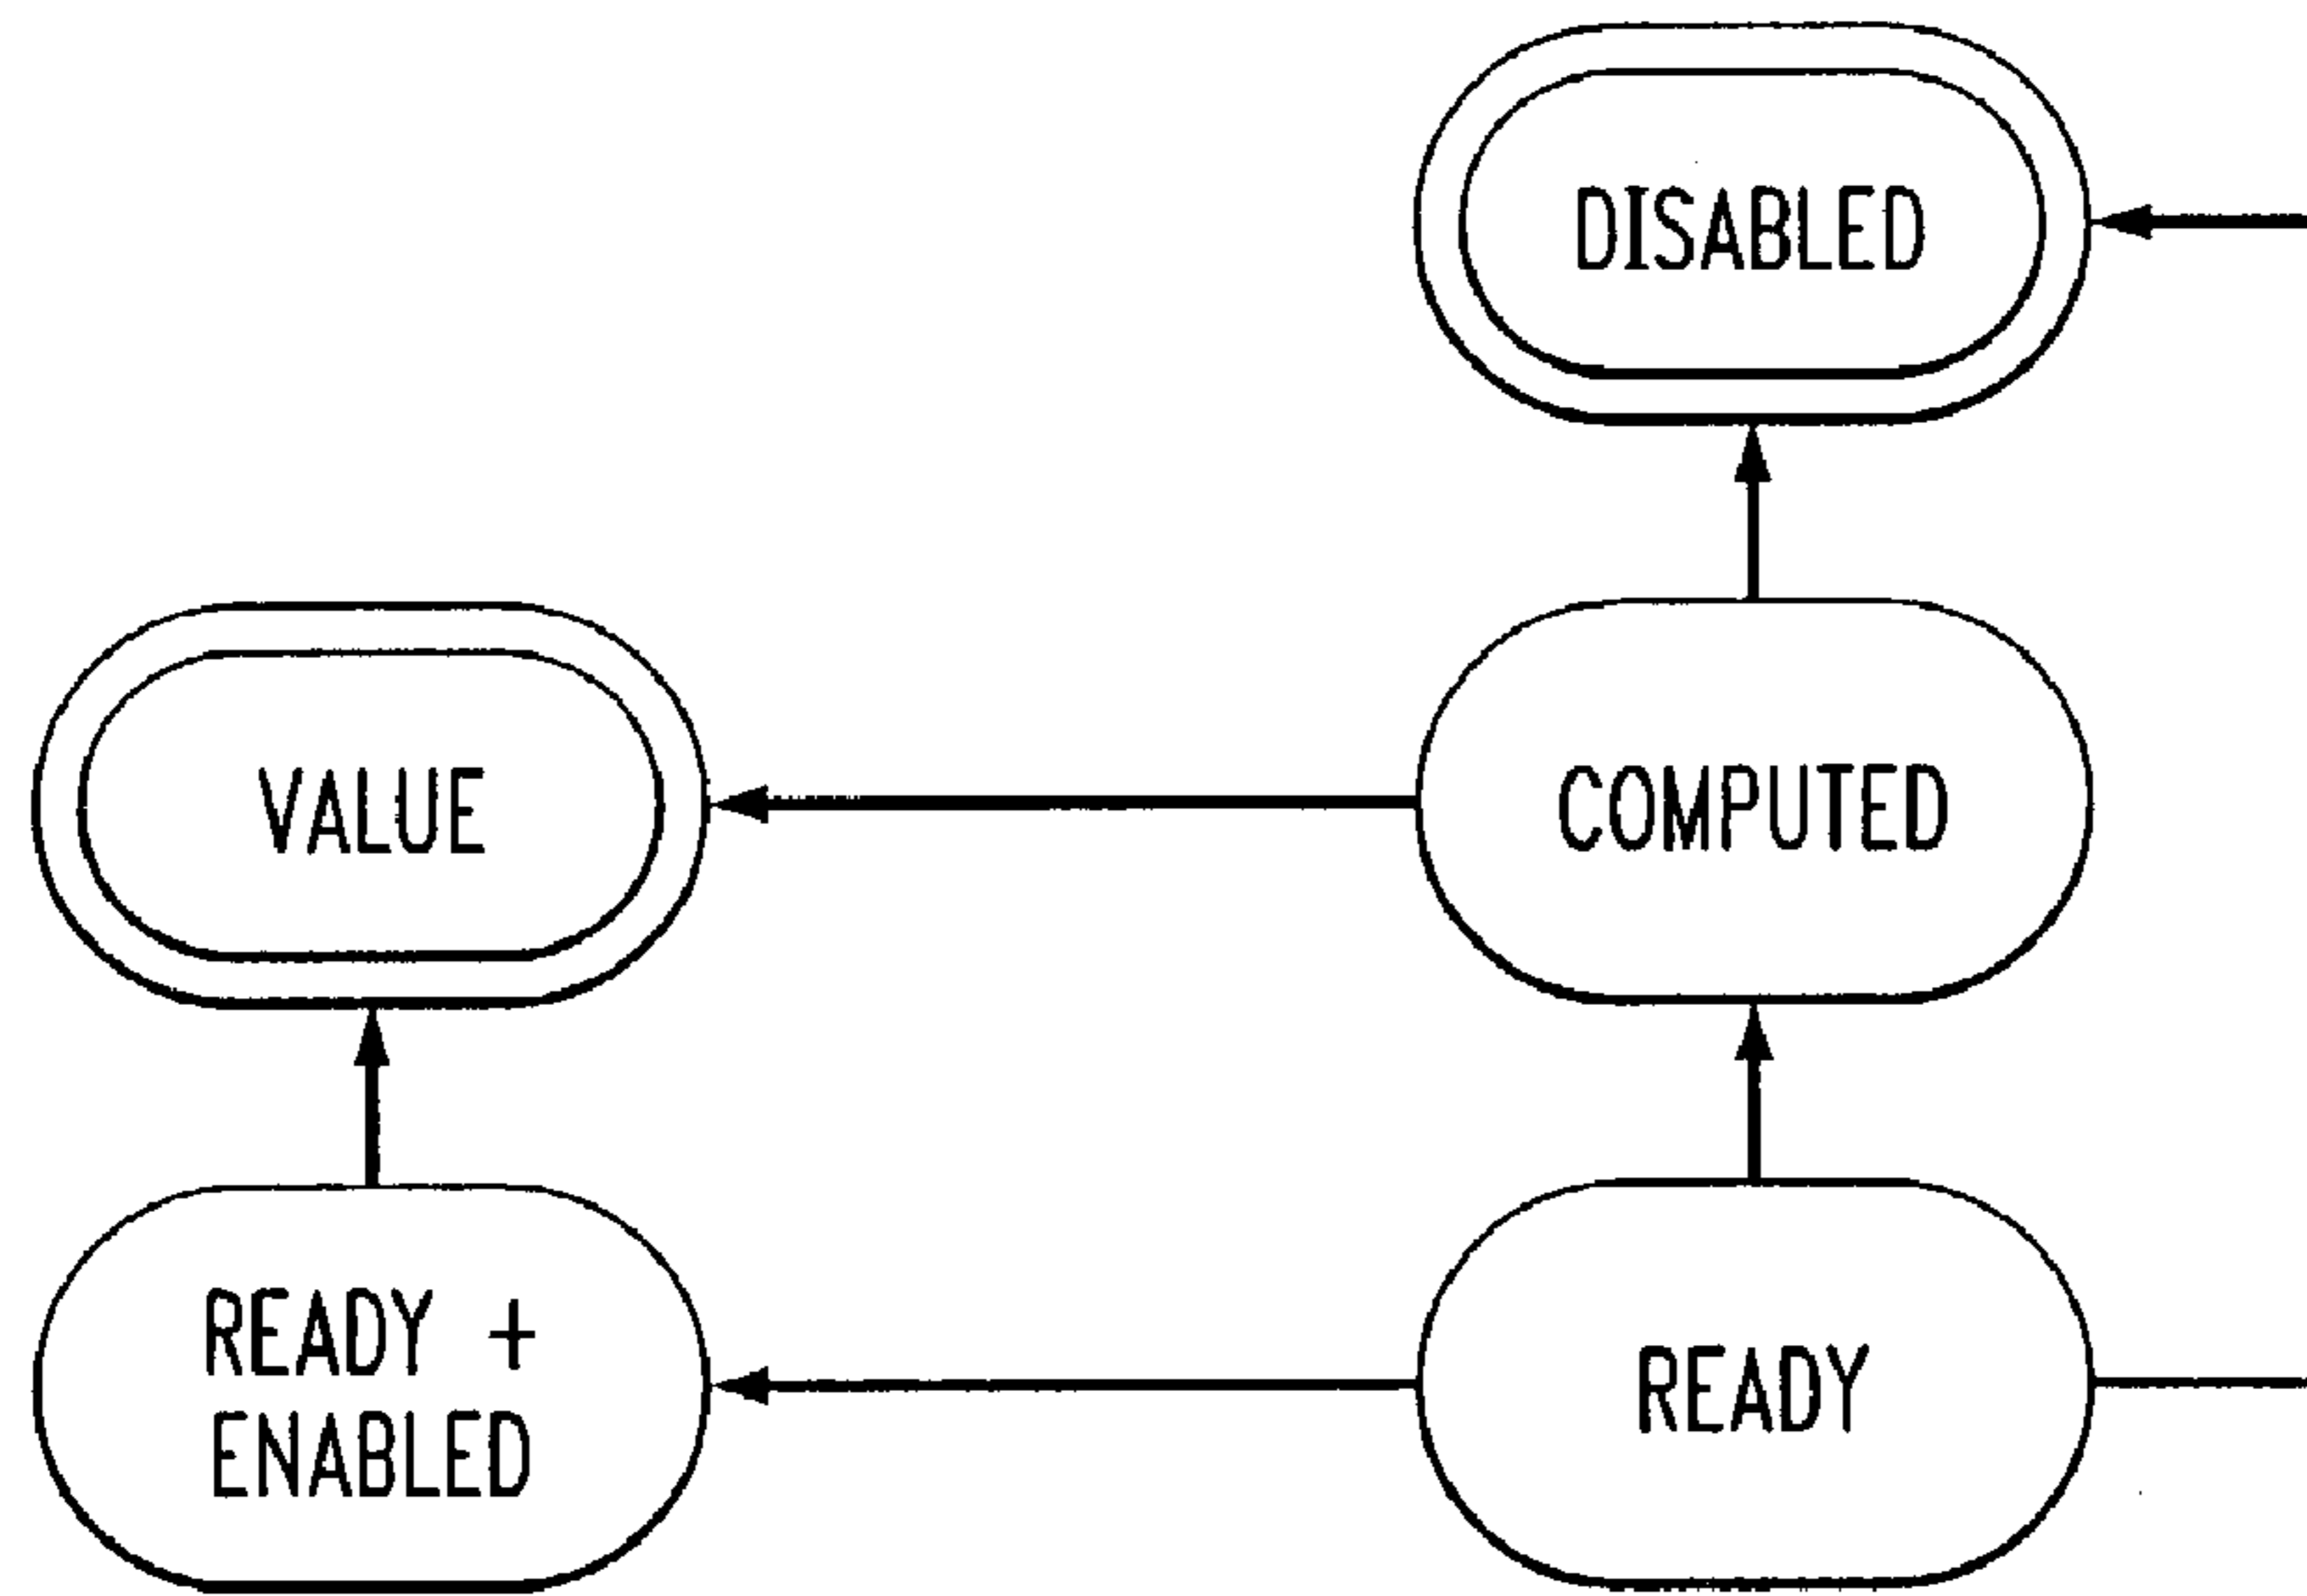 DISABLED
VALUE
COMPUTED
READY +
ENABLED
READY